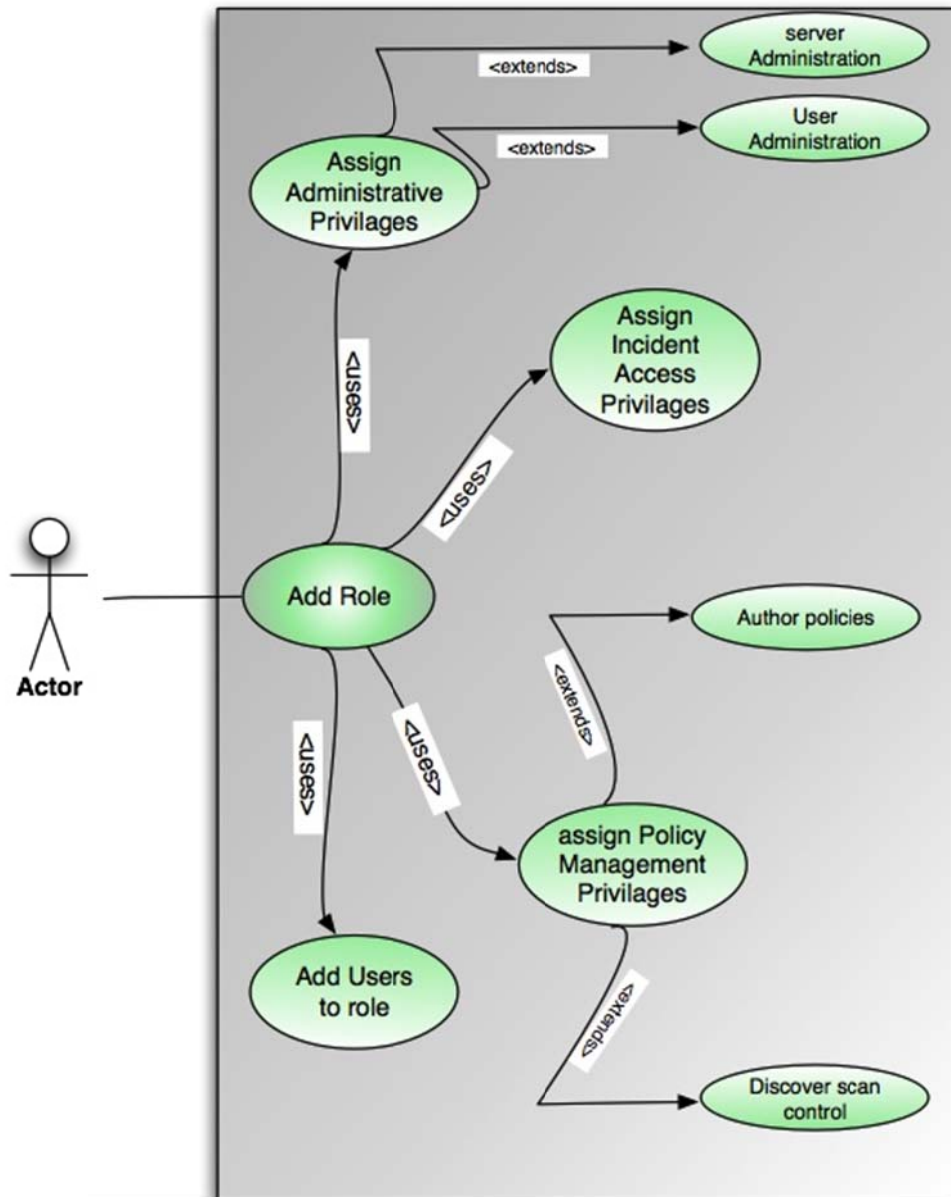 server
Administration
<extends>
User
Administration
<extends>
Assign
Administrative
Privilages
Assign
Incident
Access
Privilages
<uses>
<uses>
Add Role
Actor
Author policies
<extends>
<uses>
<uses>
assign Policy
Management
Privilages
Add Users
to role
<extends>
Discover scan
control